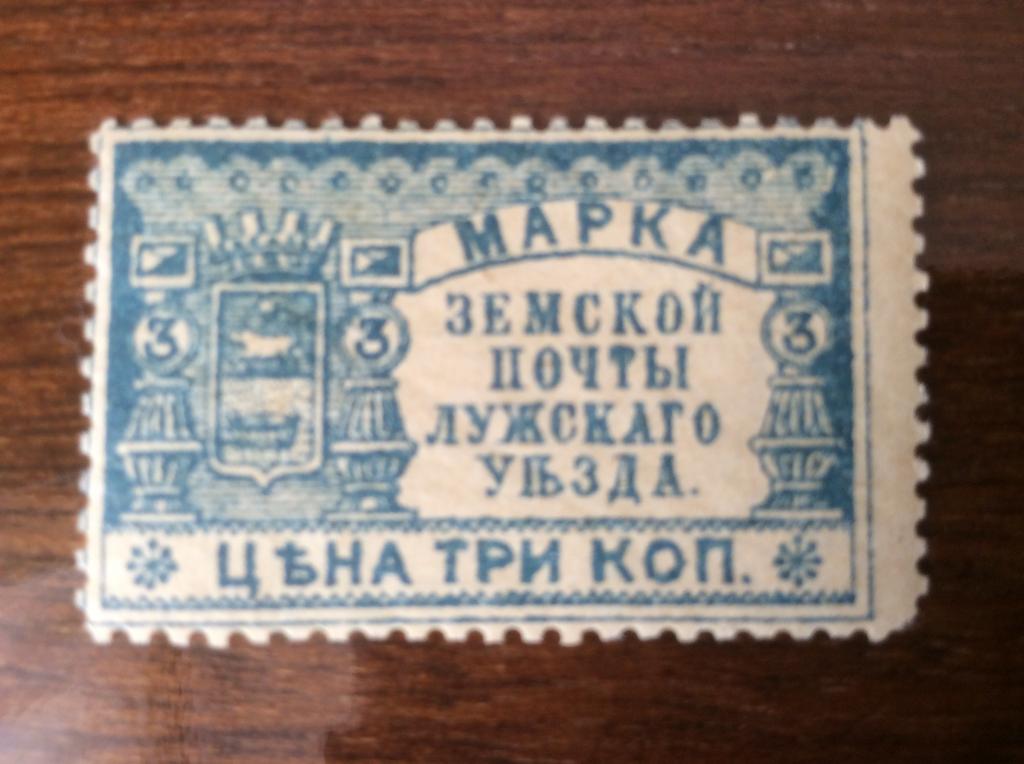 МАРКА
ЗЕМСКОЙ
ПОЧТЫ
ЛУЖСКАГО
УѢЗДА.
3 3 3
ЦѢНА ТРИ КОП.